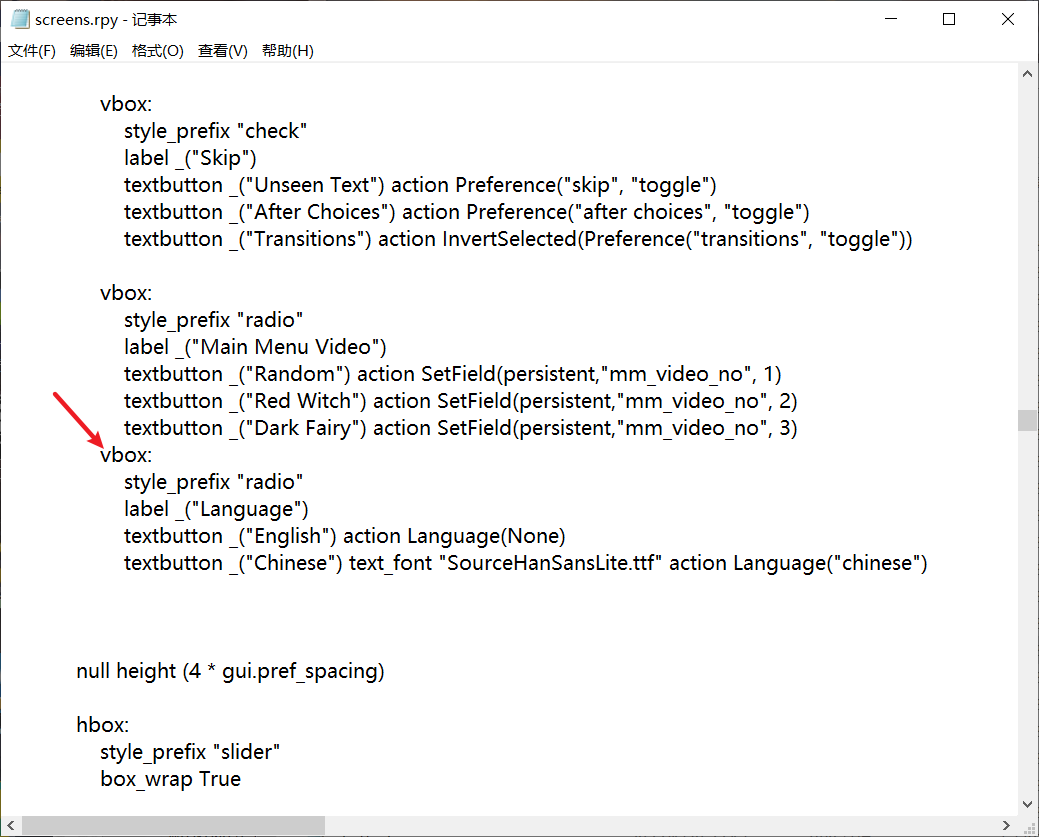 screens.rpy - 记事本
文件(F) 编辑(E) 格式(O) 查看(V) 帮助(H)
vbox:
style_prefix "check"
label _("Skip")
textbutton _("Unseen Text") action Preference("skip", "toggle")
textbutton _("After Choices") action Preference("after choices", "toggle")
textbutton _("Transitions") action InvertSelected(Preference("transitions", "toggle"))
vbox:
style_prefix "radio"
label _("Main Menu Video")
textbutton _("Random") action SetField(persistent,"mm_video_no", 1)
textbutton _("Red Witch") action SetField(persistent,"mm_video_no", 2)
textbutton _("Dark Fairy") action SetField(persistent,"mm_video_no", 3)
vbox:
style_prefix "radio"
label _("Language")
textbutton _("English") action Language(None)
textbutton _("Chinese") text_font "SourceHanSansLite.ttf" action Language("chinese")
null height (4 * gui.pref_spacing)
hbox:
style_prefix "slider"
box_wrap True